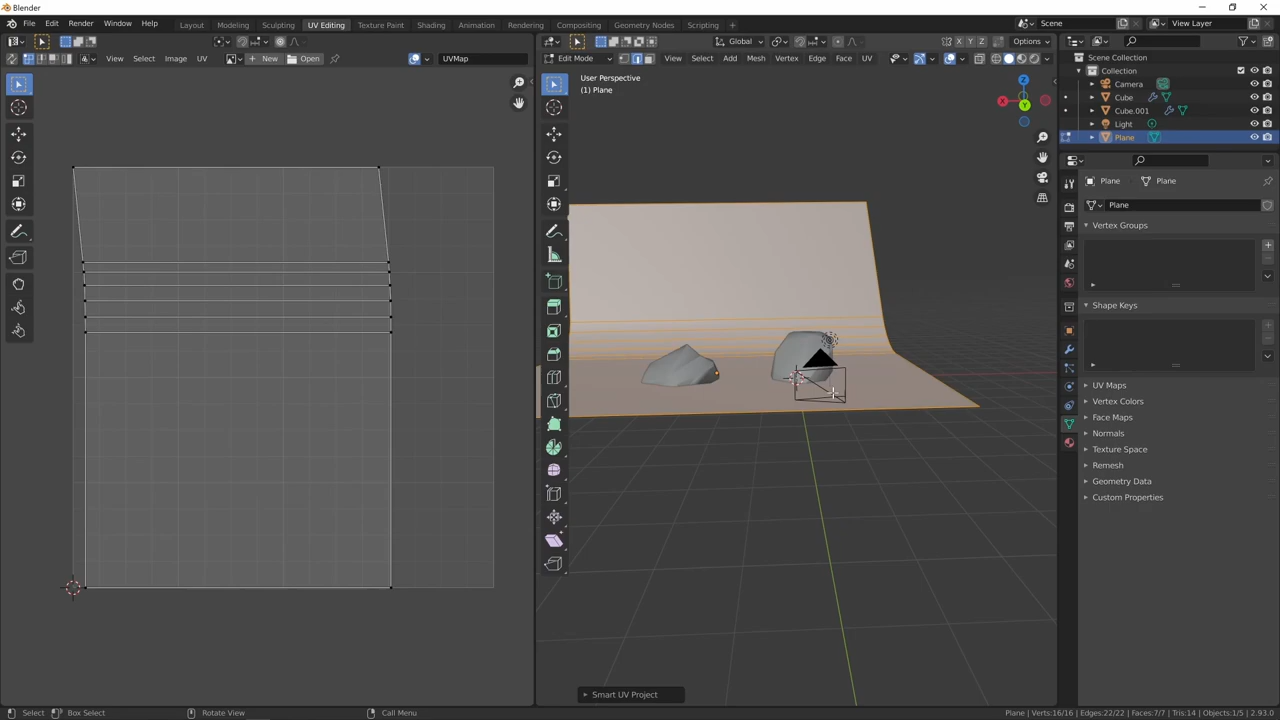 Blender
File Edit Render Window Help Layout Modeling Sculpting UV Editing Texture Paint Shading Animation Rendering Compositing Geometry Nodes Scripting + Scene View Layer
Global X Y Z Options
View Select Image UV + New Open UVMap Edit Mode View Select Add Mesh Vertex Edge Face UV
User Perspective
(1) Plane
X
Y
Z
Scene Collection
Collection
Camera
Cube
Cube.001
Light
Plane
Plane Plane
Plane
Vertex Groups
Shape Keys
UV Maps
Vertex Colors
Face Maps
Normals
Texture Space
Remesh
Geometry Data
Custom Properties
Smart UV Project
Select Box Select Rotate View Call Menu Plane | Verts:16/16 | Edges:22/22 | Faces:7/7 | Tris:14 | Objects:1/5 | 2.93.0